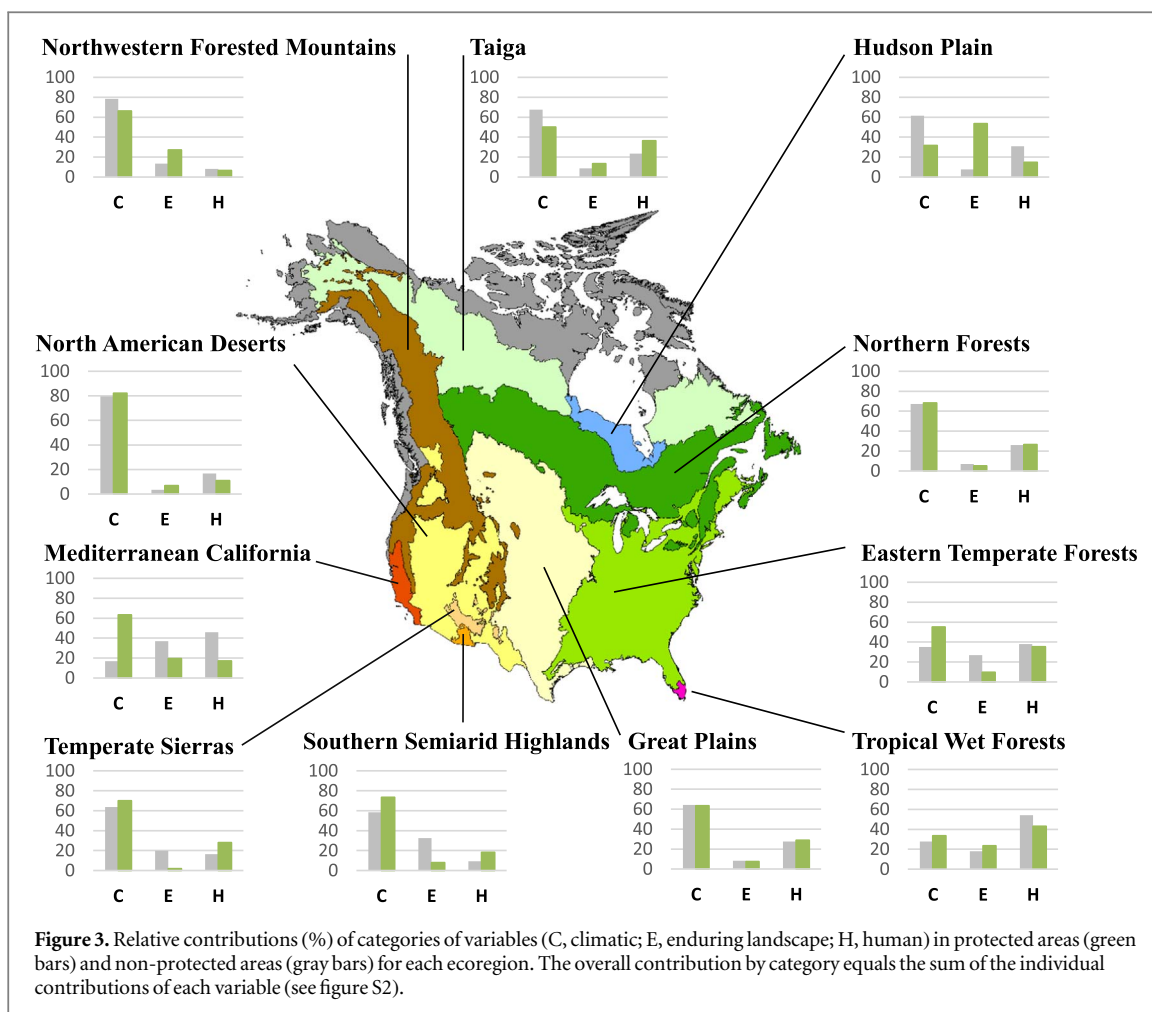 Northwestern Forested Mountains
100
80
60
40
20
0
C E H
Taiga
100
80
60
40
20
0
C E H
Hudson Plain
100
80
60
40
20
0
C E H
North American Deserts
100
80
60
40
20
0
C E H
Northern Forests
100
80
60
40
20
0
C E H
Mediterranean California
100
80
60
40
20
0
C E H
Eastern Temperate Forests
100
80
60
40
20
0
C E H
Temperate Sierras
100
80
60
40
20
0
C E H
Southern Semiarid Highlands
100
80
60
40
20
0
C E H
Great Plains
100
80
60
40
20
0
C E H
Tropical Wet Forests
100
80
60
40
20
0
C E H
Figure 3. Relative contributions (%) of categories of variables (C, climatic; E, enduring landscape; H, human) in protected areas (green
bars) and non-protected areas (gray bars) for each ecoregion. The overall contribution by category equals the sum of the individual
contributions of each variable (see figure S2).